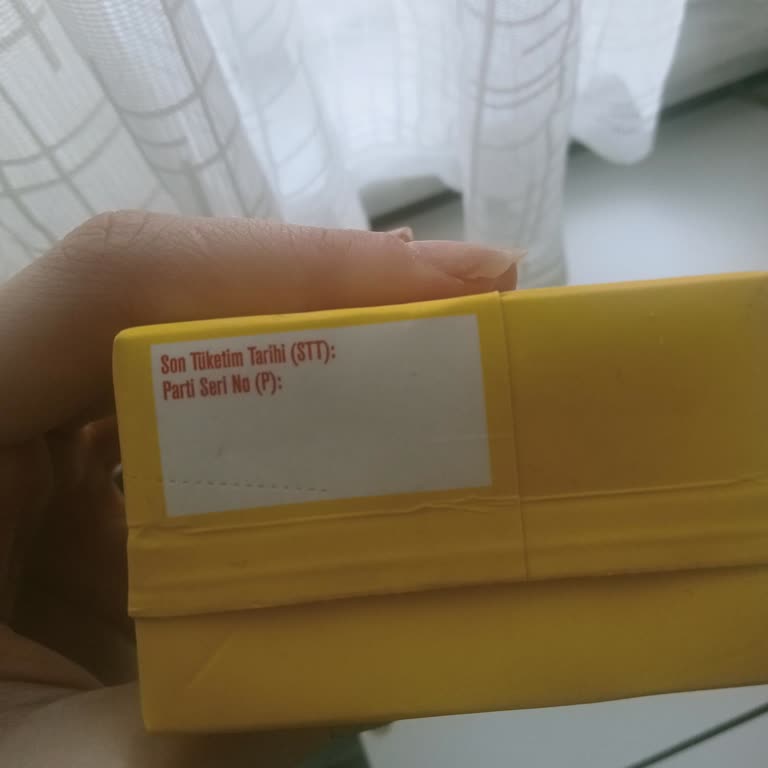 Son Tüketim Tarihi (STT):
Parti Seri No (P):